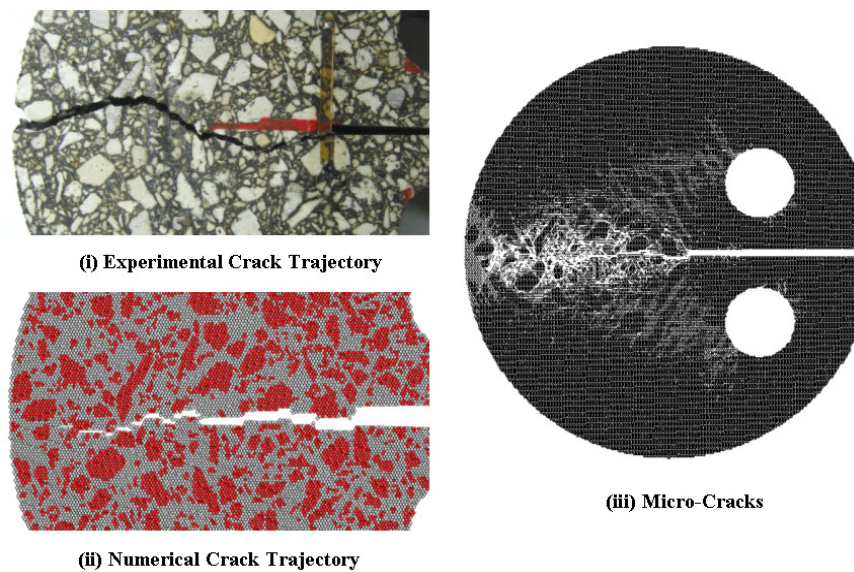 (i) Experimental Crack Trajectory
(ii) Numerical Crack Trajectory
(iii) Micro-Cracks